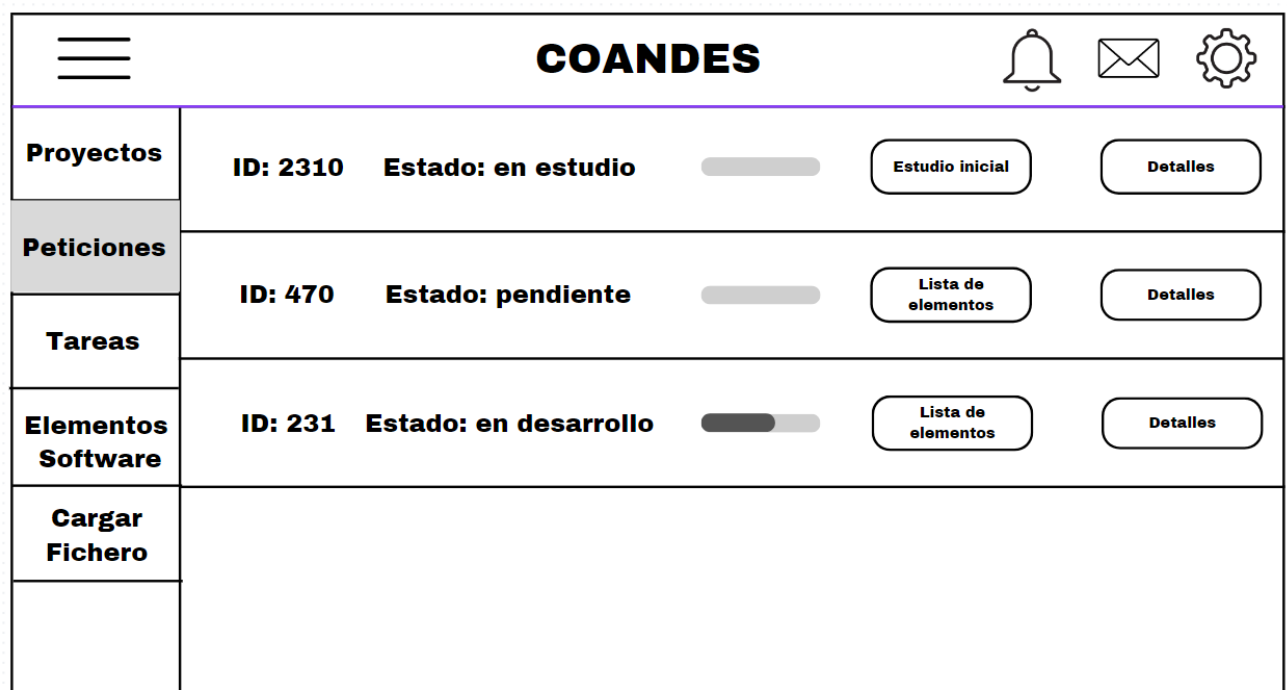 COANDES
Proyectos
Peticiones
Tareas
Elementos
Software
Cargar
Fichero
ID: 2310 Estado: en estudio Estudio inicial Detalles
ID: 470 Estado: pendiente Lista de
elementos Detalles
ID: 231 Estado: en desarrollo Lista de
elementos Detalles